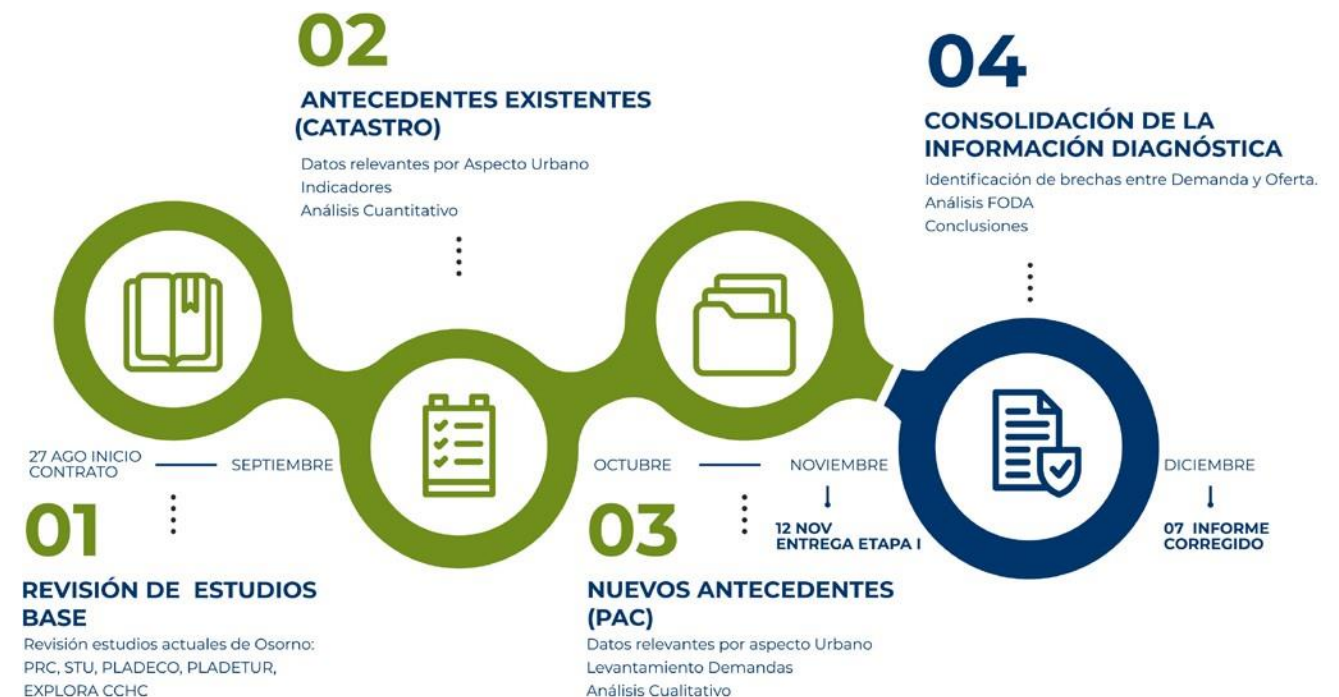 02
ANTECEDENTES EXISTENTES
(CATASTRO)
Datos relevantes por Aspecto Urbano
Indicadores
Análisis Cuantitativo
04
CONSOLIDACIÓN DE LA
INFORMACIÓN DIAGNÓSTICA
Identificación de brechas entre Demanda y Oferta.
Análisis FODA
Conclusiones
27 AGO INICIO
CONTRATO
SEPTIEMBRE
OCTUBRE
NOVIEMBRE
DICIEMBRE
12 NOV
ENTREGA ETAPA I
07 INFORME
CORREGIDO
01
REVISIÓN DE ESTUDIOS
BASE
Revisión estudios actuales de Osorno:
PRC, STU, PLADECO, PLADETUR,
EXPLORA CCHC
03
NUEVOS ANTECEDENTES
(PAC)
Datos relevantes por aspecto Urbano
Levantamiento Demandas
Análisis Cualitativo